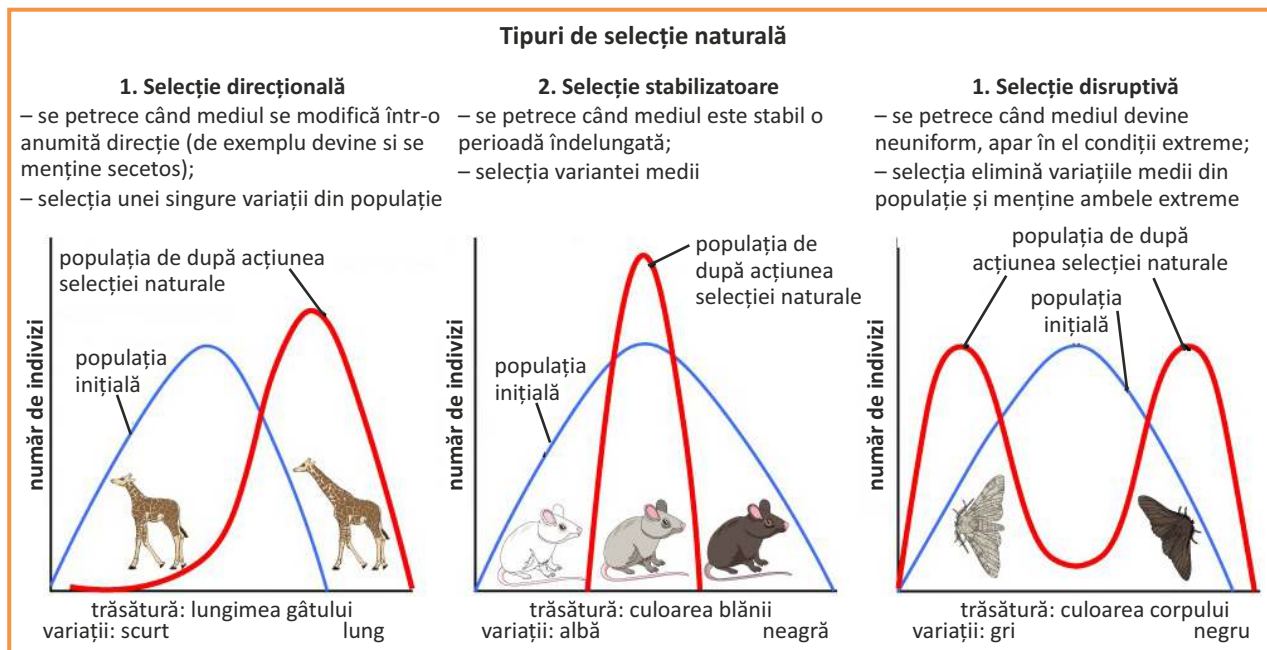 Tipuri de selecție naturală
1. Selecție direcțională
– se petrece când mediul se modifică într-o
anumită direcție (de exemplu devine si se
menține secetos);
– selecția unei singure variații din populație
populația de după acțiunea
selecției naturale
populația
inițială
număr de indivizi
trăsătură: lungimea gâtului
variații: scurt
lung
2. Selecție stabilizatoare
– se petrece când mediul este stabil o
perioadă îndelungată;
– selecția variantei medii
populația de
după acțiunea
selecției naturale
populația
inițială
număr de indivizi
trăsătură: culoarea blănii
variații: albă
neagră
1. Selecție disruptivă
– se petrece când mediul devine
neuniform, apar în el condiții extreme;
– selecția elimină variațiile medii din
populație și menține ambele extreme
populația de după
acțiunea selecției naturale
populația
inițială
număr de indivizi
trăsătură: culoarea corpului
variații: gri
negru